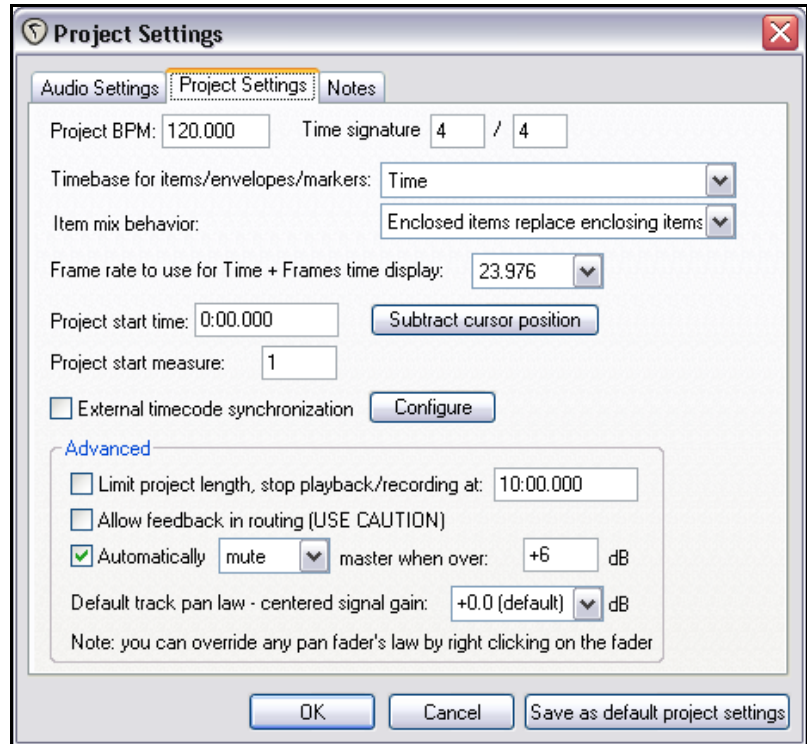 Project Settings
Audio Settings Project Settings Notes
Project BPM: 120.000 Time signature 4 / 4
Timebase for items/envelopes/markers: Time
Item mix behavior: Enclosed items replace enclosing items
Frame rate to use for Time + Frames time display: 23.976
Project start time: 0:00.000 Subtract cursor position
Project start measure: 1
External timecode synchronization Configure
Advanced
Limit project length, stop playback/recording at: 10:00.000
Allow feedback in routing (USE CAUTION)
Automatically mute master when over: +6 dB
Default track pan law - centered signal gain: +0.0 (default) dB
Note: you can override any pan fader's law by right clicking on the fader
OK Cancel Save as default project settings